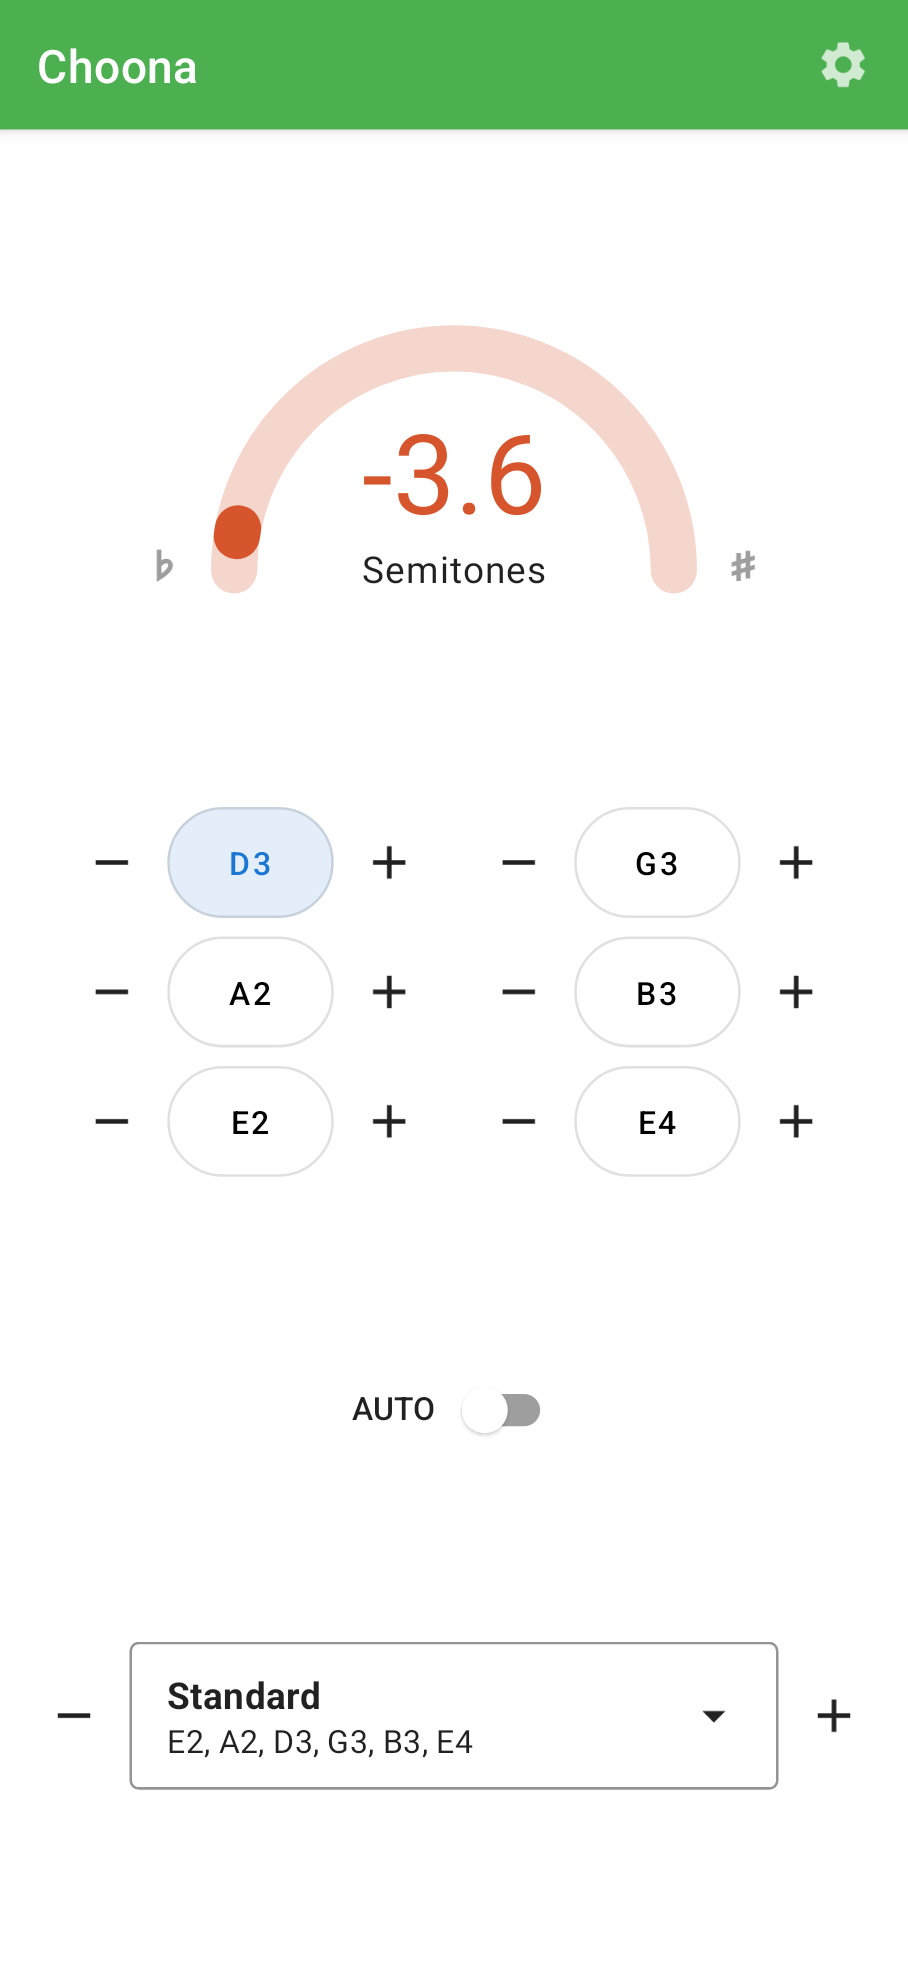 Choona
-3.6
♭ Semitones ♯
− D3 + − G3 +
− A2 + − B3 +
− E2 + − E4 +
AUTO
Standard
− +
E2, A2, D3, G3, B3, E4